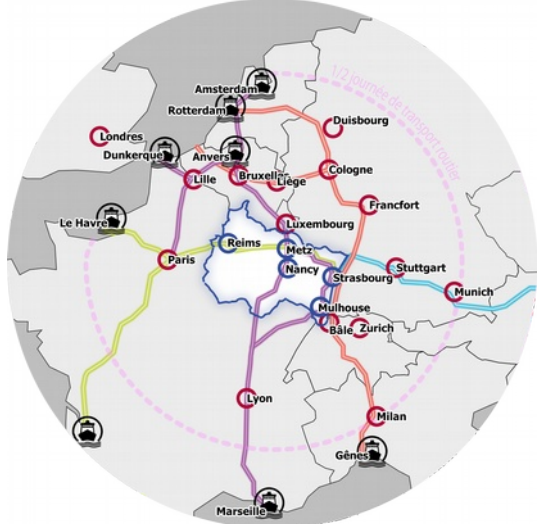 1/2 journée de transport routier
Amsterdam
Rotterdam
Duisbourg
Londres
Dunkerque
Anvers
Cologne
Lille
Bruxelles
Liège
Francfort
Le Havre
Luxembourg
Reims
Metz
Paris
Nancy
Stuttgart
Strasbourg
Munich
Mulhouse
Bâle
Zurich
Lyon
Milan
Gênes
Marseille